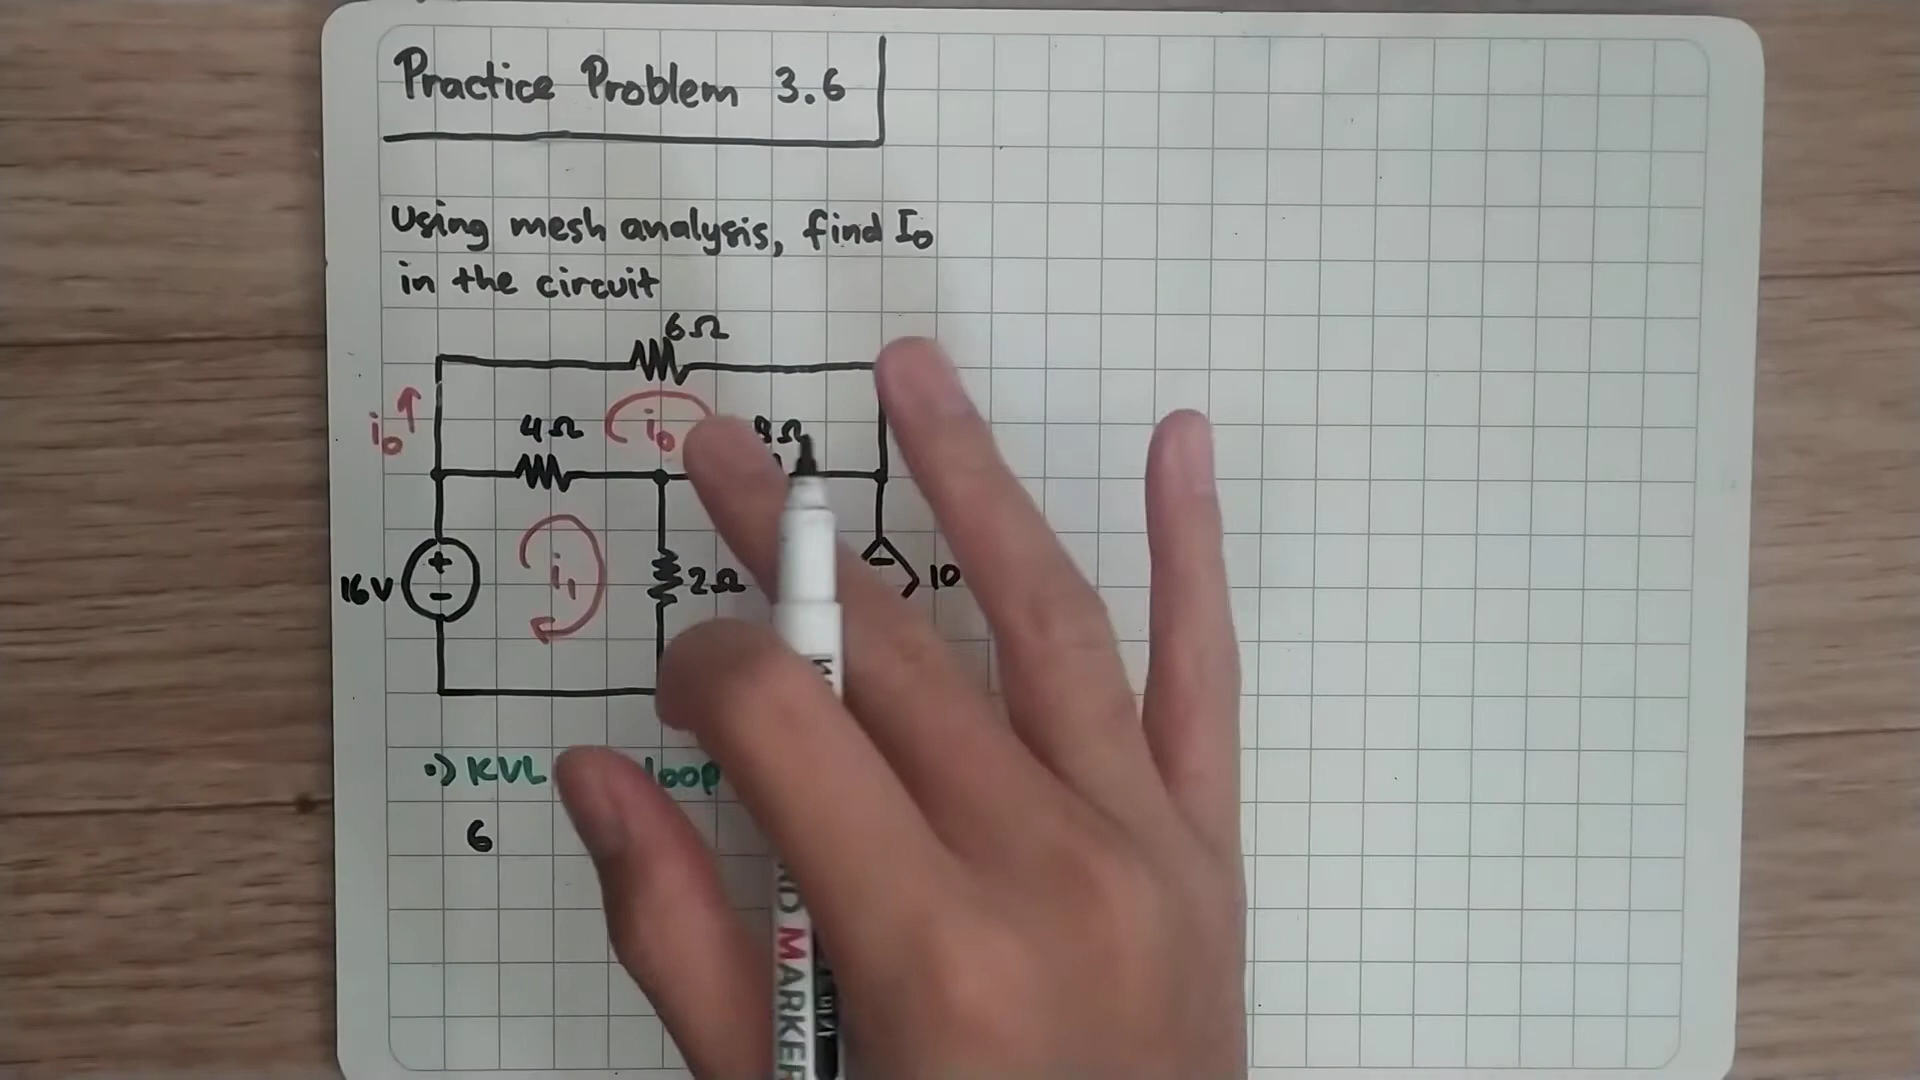 Practice Problem 3.6
Using mesh analysis, find Io
in the circuit
6Ω
io
4Ω
io
8Ω
16V
+
-
i1
2Ω
-
10
•) KVL loop
6
MARKER